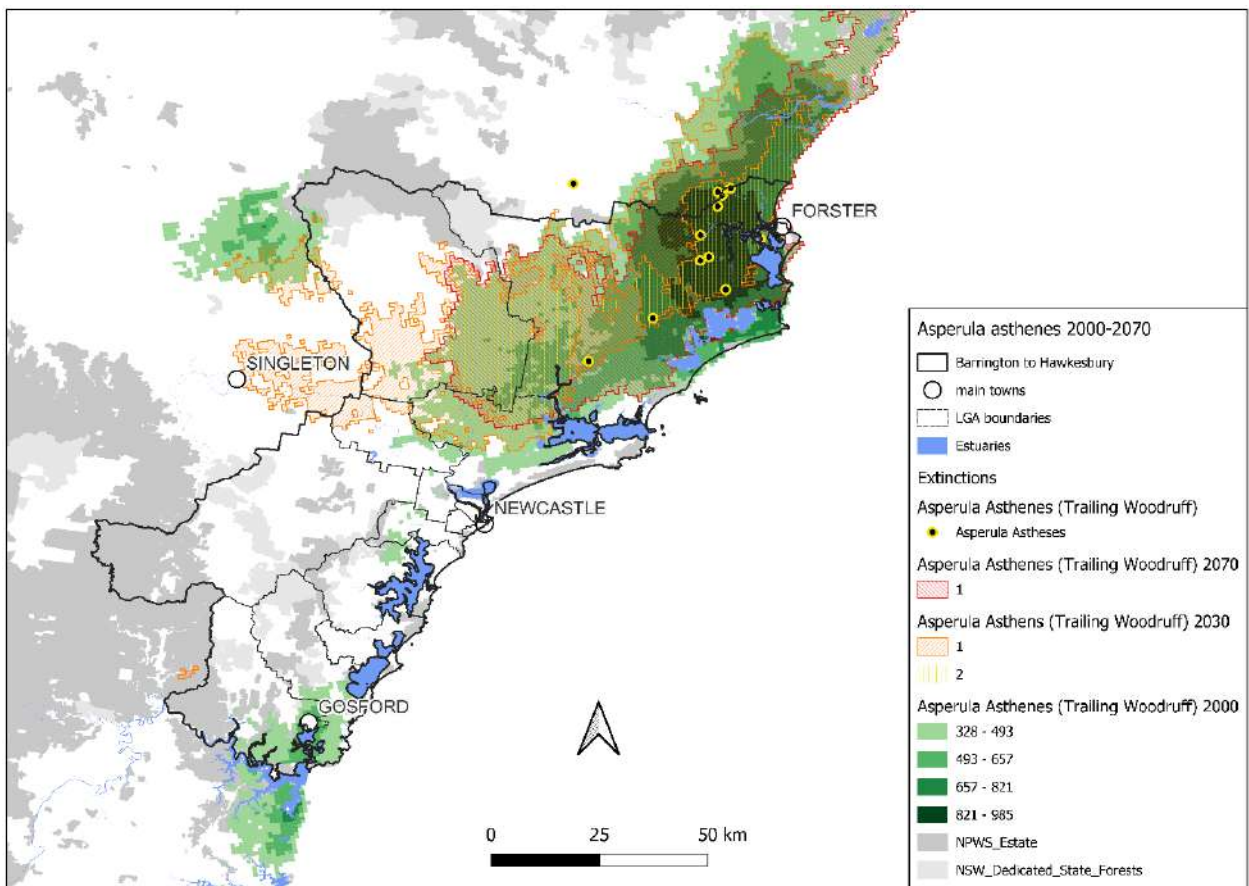 FORSTER
SINGLETON
NEWCASTLE
GOSFORD
0 25 50 km
Asperula asthenes 2000-2070
Barrington to Hawkesbury
main towns
LGA boundaries
Estuaries
Extinctions
Asperula Asthenes (Trailing Woodruff)
Asperula Astheses
Asperula Asthenes (Trailing Woodruff) 2070
1
Asperula Asthens (Trailing Woodruff) 2030
1
2
Asperula Asthenes (Trailing Woodruff) 2000
328 - 493
493 - 657
657 - 821
821 - 985
NPWS_Estate
NSW_Dedicated_State_Forests